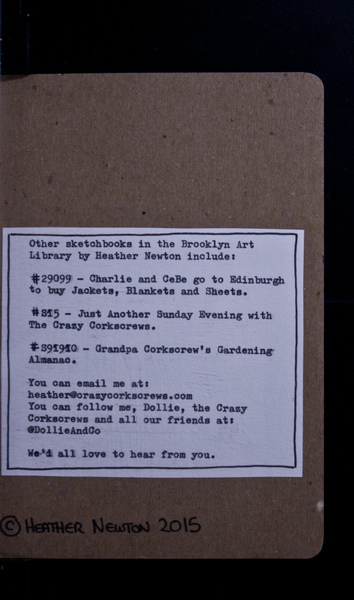 Other sketchbooks in the Brooklyn Art
Library by Heather Newton include:
#29099 - Charlie and CeBe go to Edinburgh
to buy Jackets, Blankets and Sheets.
#S15 - Just Another Sunday Evening with
The Crazy Corkscrews.
#S91910 - Grandpa Corkscrew's Gardening
Almanac.
You can email me at:
heather@crazycorkscrews.com
You can follow me, Dollie, the Crazy
Corkscrews and all our friends at:
@DollieAndCo
We'd all love to hear from you.
© HEATHER NEWTON 2015